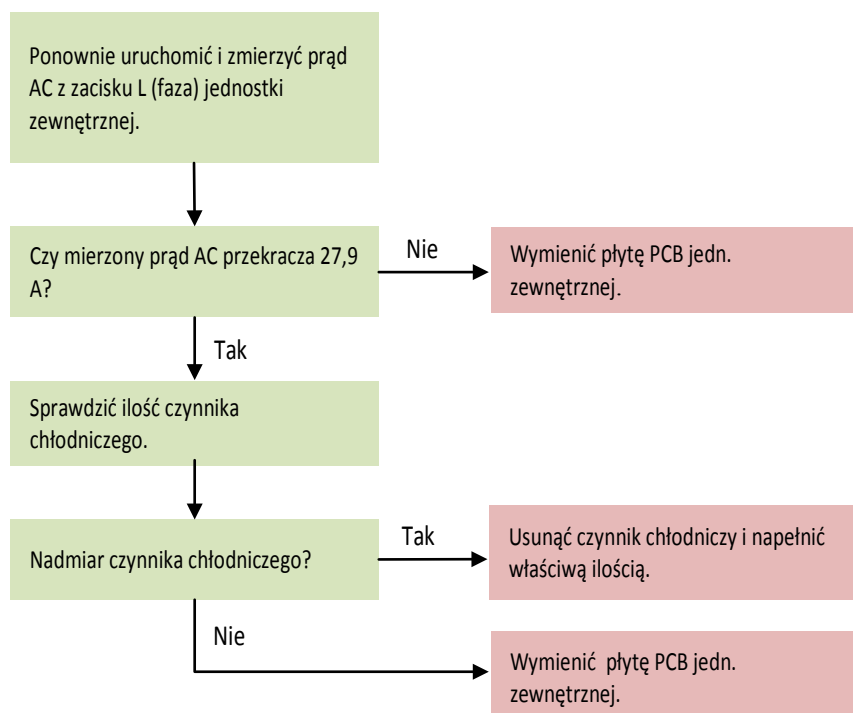 Ponownie uruchomić i zmierzyć prąd
AC z zacisku L (faza) jednostki
zewnętrznej.
Czy mierzony prąd AC przekracza 27,9
A?
Nie
Wymienić płytę PCB jedn.
zewnętrznej.
Tak
Sprawdzić ilość czynnika
chłodniczego.
Nadmiar czynnika chłodniczego?
Tak
Usunąć czynnik chłodniczy i napełnić
właściwą ilością.
Nie
Wymienić płytę PCB jedn.
zewnętrznej.